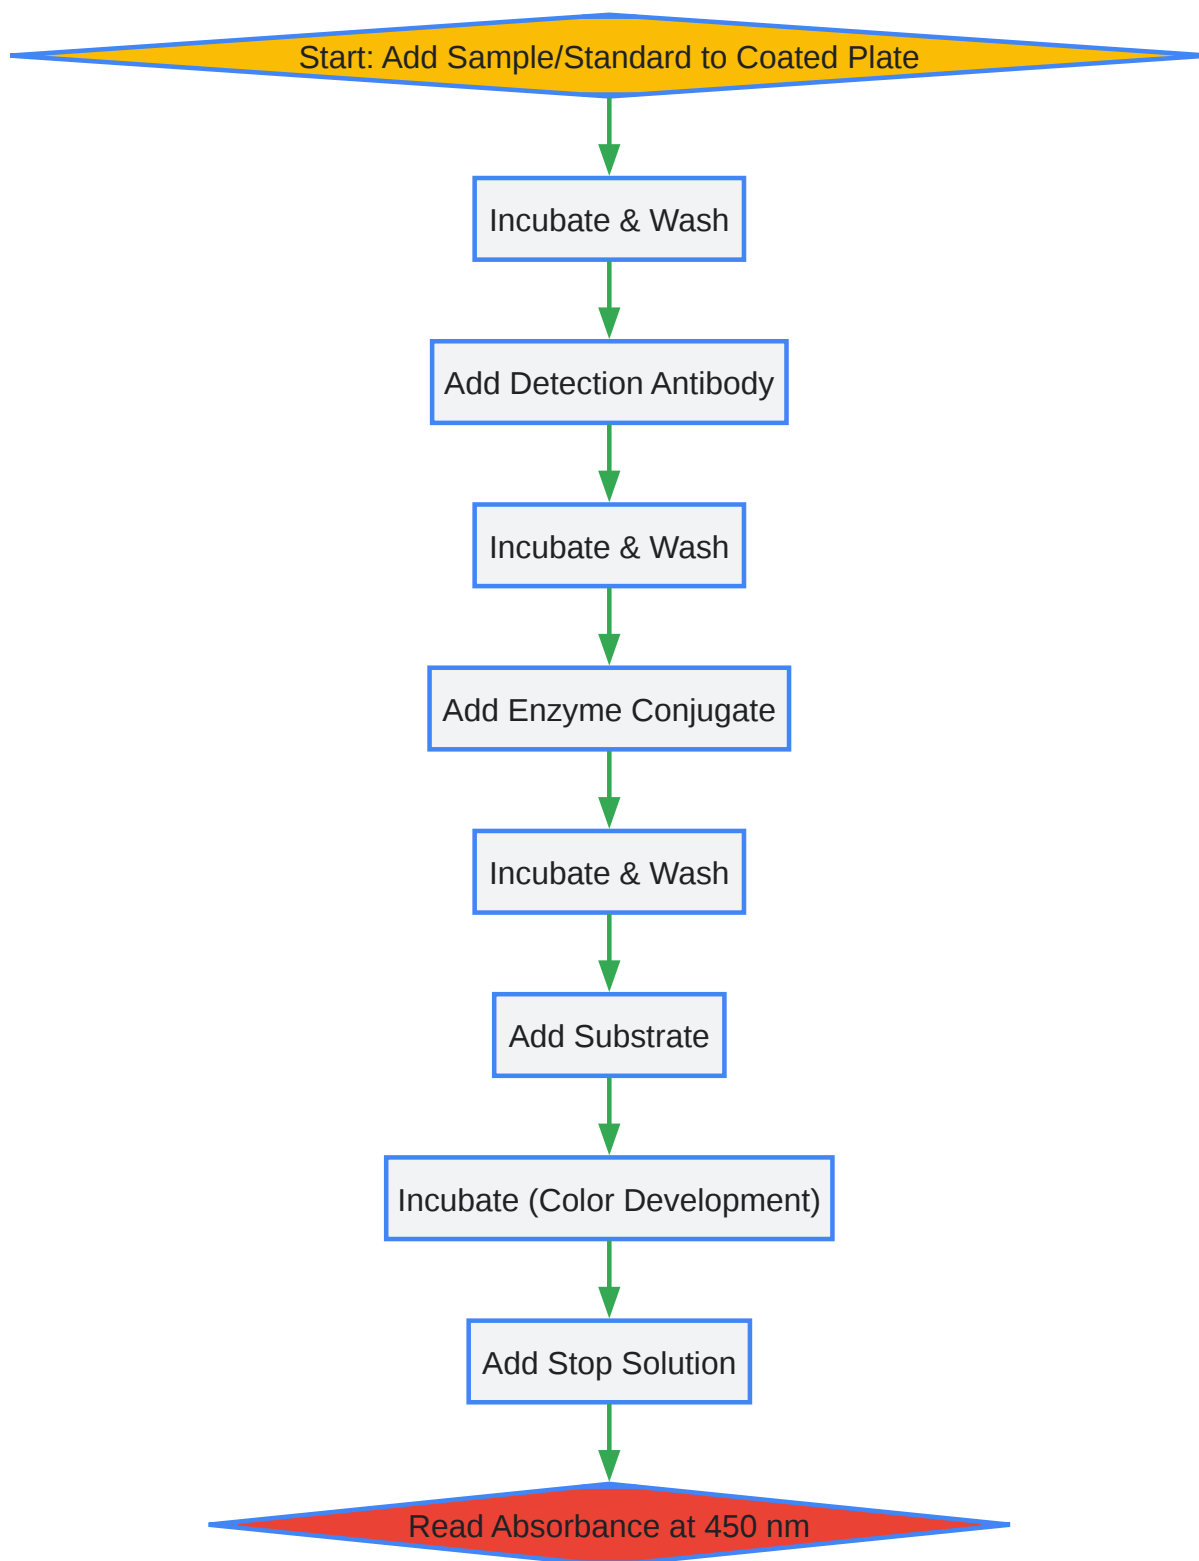 Start: Add Sample/Standard to Coated Plate
Incubate & Wash
Add Detection Antibody
Incubate & Wash
Add Enzyme Conjugate
Incubate & Wash
Add Substrate
Incubate (Color Development)
Add Stop Solution
Read Absorbance at 450 nm